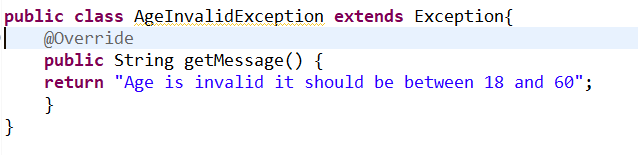 public class AgeInvalidException extends Exception{
    @Override
    public String getMessage() {
    return "Age is invalid it should be between 18 and 60";
    }
}